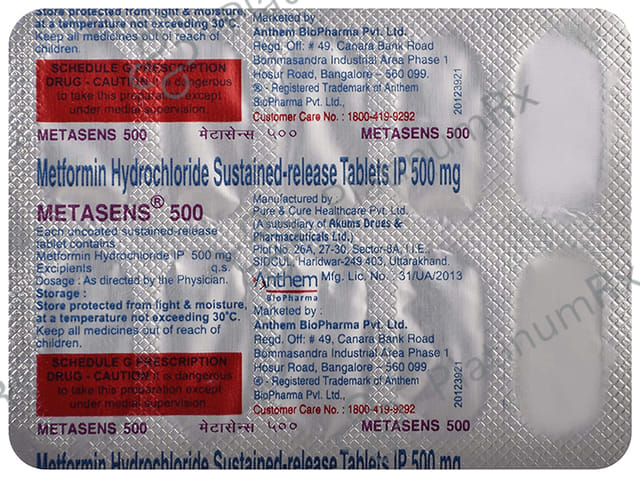 Store protected from light & moisture,
at a temperature not exceeding 30°C.
Keep all medicines out of reach of
children.
SCHEDULE G PRESCRIPTION
DRUG - CAUTION It is dangerous
to take this preparation except
under medical supervision.
Marketed by :
Anthem BioPharma Pvt. Ltd.
Regd. Off: # 49, Canara Bank Road
Bommasandra Industrial Area Phase 1
Hosur Road, Bangalore - 560 099.
® - Registered Trademark of Anthem
BioPharma Pvt. Ltd.,
Customer Care No. : 1800-419-9292
20123921
METASENS 500 मेटासेन्स ५०० METASENS 500
Metformin Hydrochloride Sustained-release Tablets IP 500 mg
METASENS® 500
Each uncoated sustained-release
tablet contains
Metformin Hydrochloride IP 500 mg
Excipients q.s.
Dosage : As directed by the Physician.
Storage :
Store protected from light & moisture,
at a temperature not exceeding 30°C.
Keep all medicines out of reach of
children.
SCHEDULE G PRESCRIPTION
DRUG - CAUTION It is dangerous
to take this preparation except
under medical supervision.
Manufactured by :
Pure & Cure Healthcare Pvt. Ltd.
(A subsidiary of Akums Drugs &
Pharmaceuticals Ltd.,)
Plot No. 26A, 27-30, Sector-8A, I.I.E.,
SIDCUL, Haridwar-249 403, Uttarakhand.
Anthem
BioPharma
Mfg. Lic. No. : 31/UA/2013
Marketed by :
Anthem BioPharma Pvt. Ltd.
Regd. Off: # 49, Canara Bank Road
Bommasandra Industrial Area Phase 1
Hosur Road, Bangalore - 560 099.
® - Registered Trademark of Anthem
BioPharma Pvt. Ltd.,
Customer Care No. : 1800-419-9292
20123921
METASENS 500 मेटासेन्स ५०० METASENS 500
Metformin Hydrochloride Sustained-release Tablets IP 500 mg
PlatinumRx
PlatinumRx